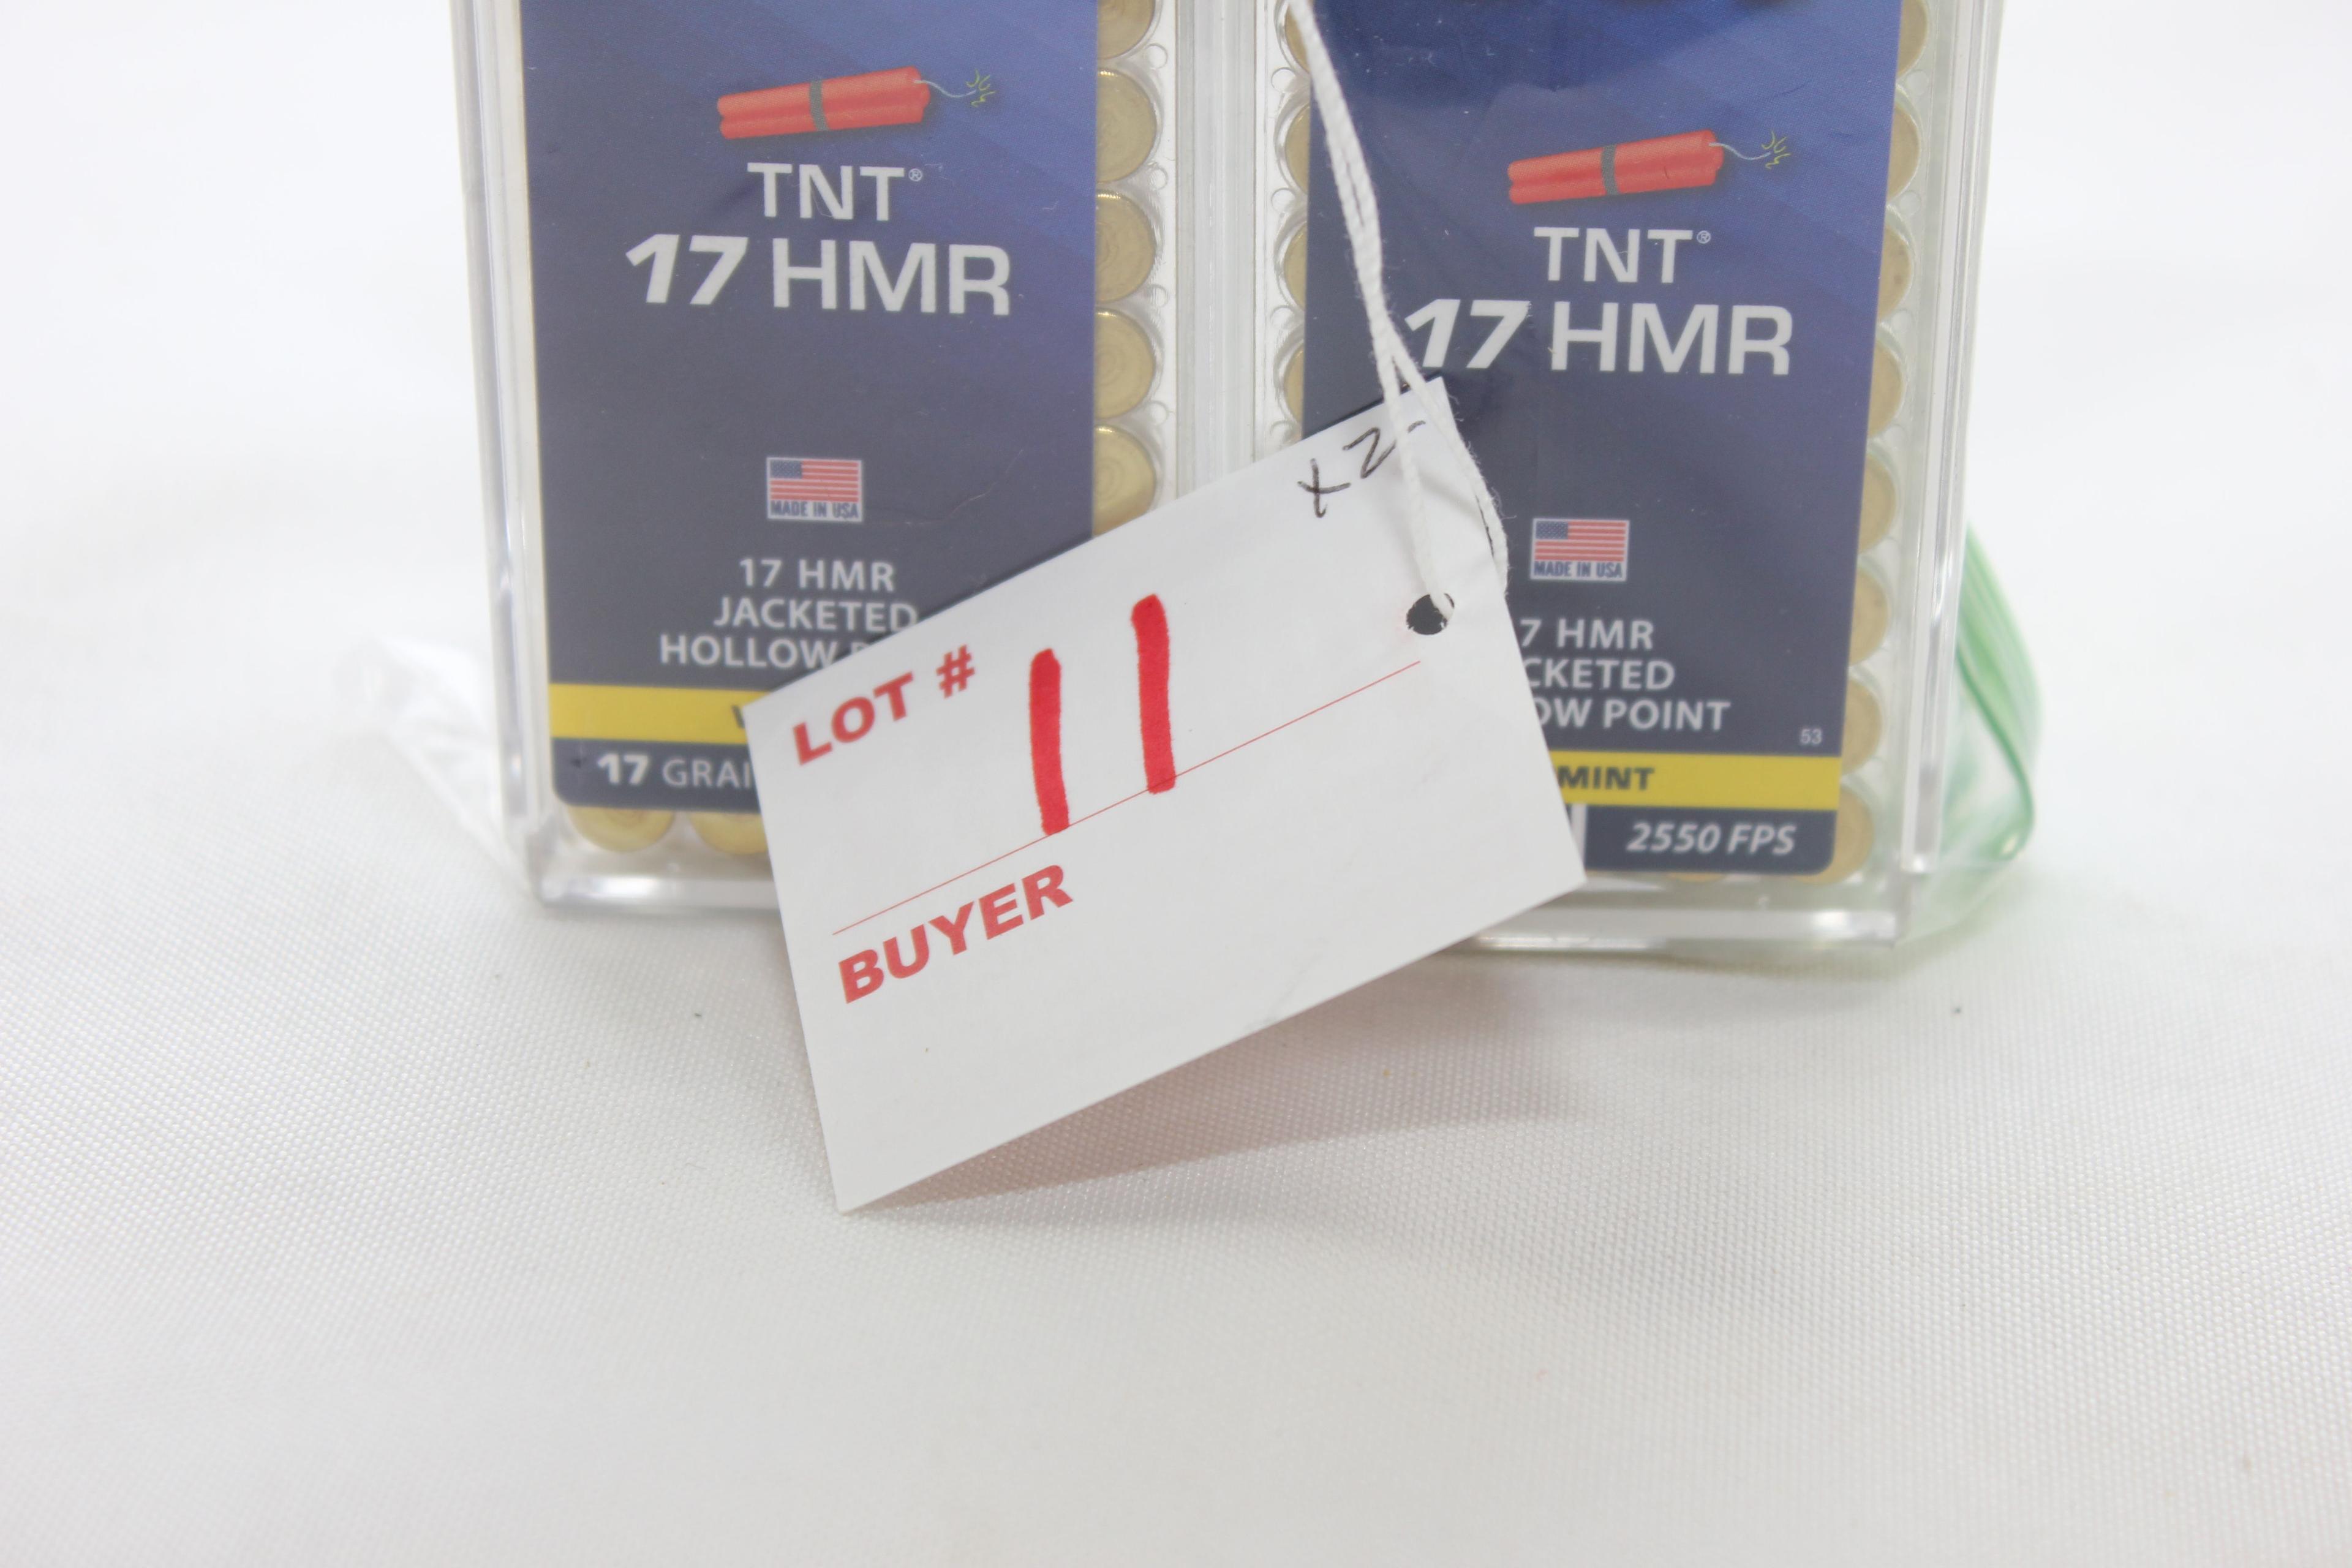 TNT®
17 HMR
MADE IN USA
17 HMR
JACKETED
HOLLOW
17 GRAI
TNT®
17 HMR
MADE IN USA
7 HMR
CKETED
OW POINT
53
MINT
2550 FPS
X2
LOT # 11
BUYER